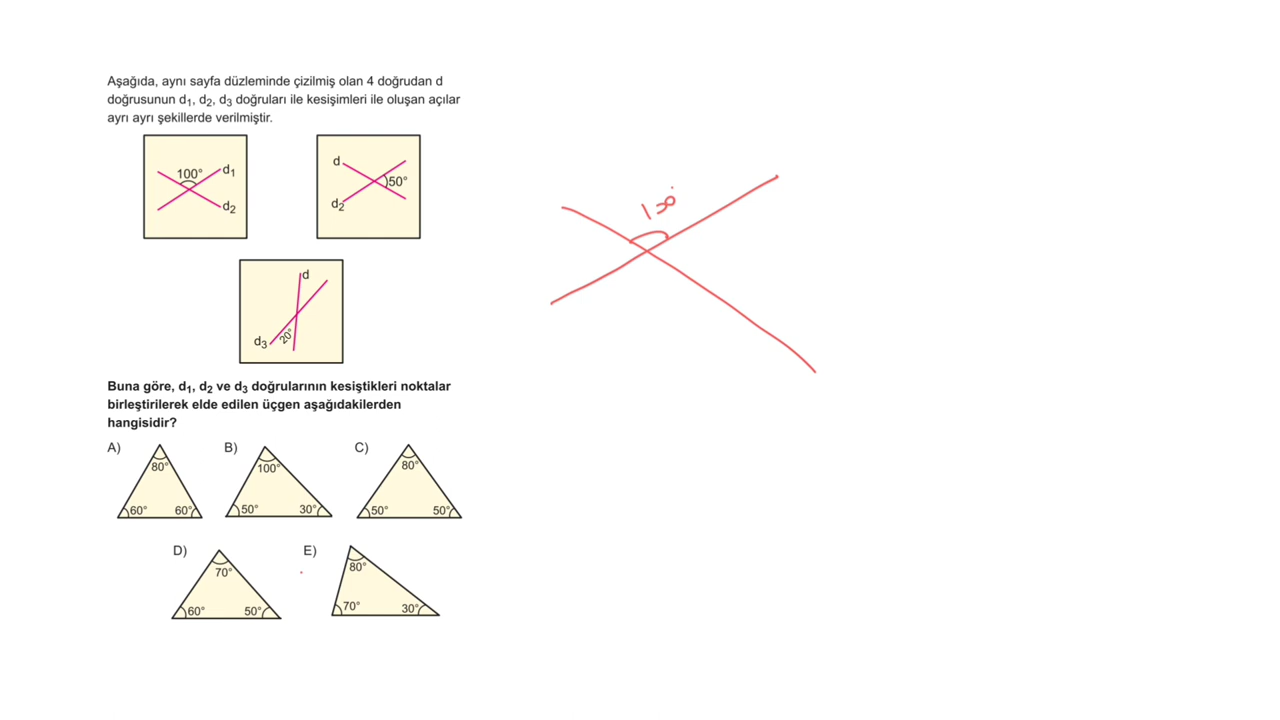 Aşağıda, aynı sayfa düzleminde çizilmiş olan 4 doğrudan d
doğrusunun d₁, d₂, d₃ doğruları ile kesişimleri ile oluşan açılar
ayrı ayrı şekillerde verilmiştir.
100° d₁
d₂
d 50°
d₂
d
d₃ 20°
100°
Buna göre, d₁, d₂ ve d₃ doğrularının kesiştikleri noktalar
birleştirilerek elde edilen üçgen aşağıdakilerden
hangisidir?
A) 80° 60° 60°
B) 100° 50° 30°
C) 80° 50° 50°
D) 70° 60° 50°
E) 80° 70° 30°